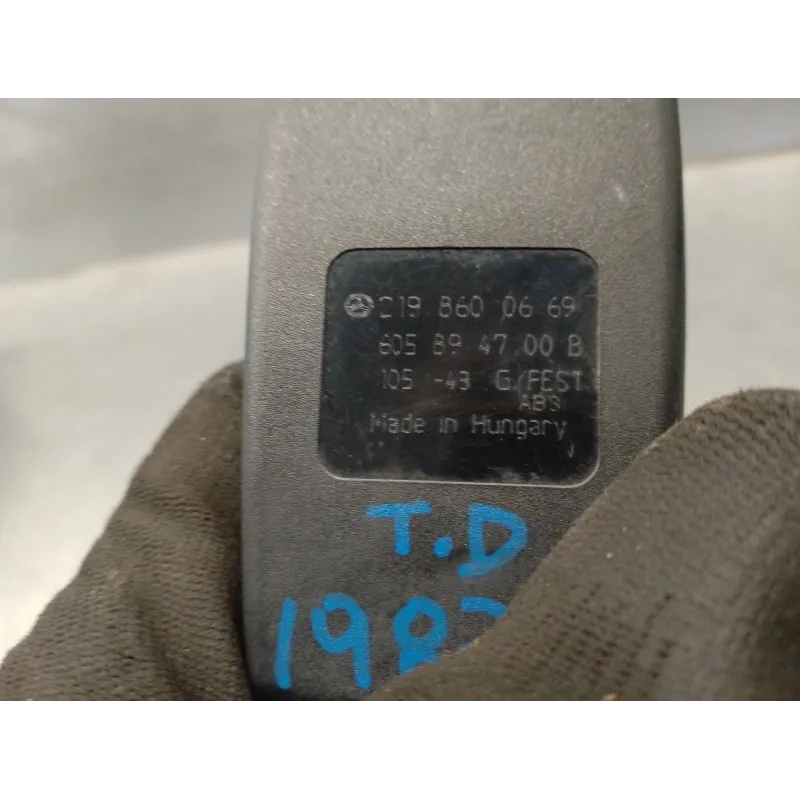 219 860 06 69
605 89 47 00 B
105 -43 G/FEST
ABS
Made in Hungary
T.D